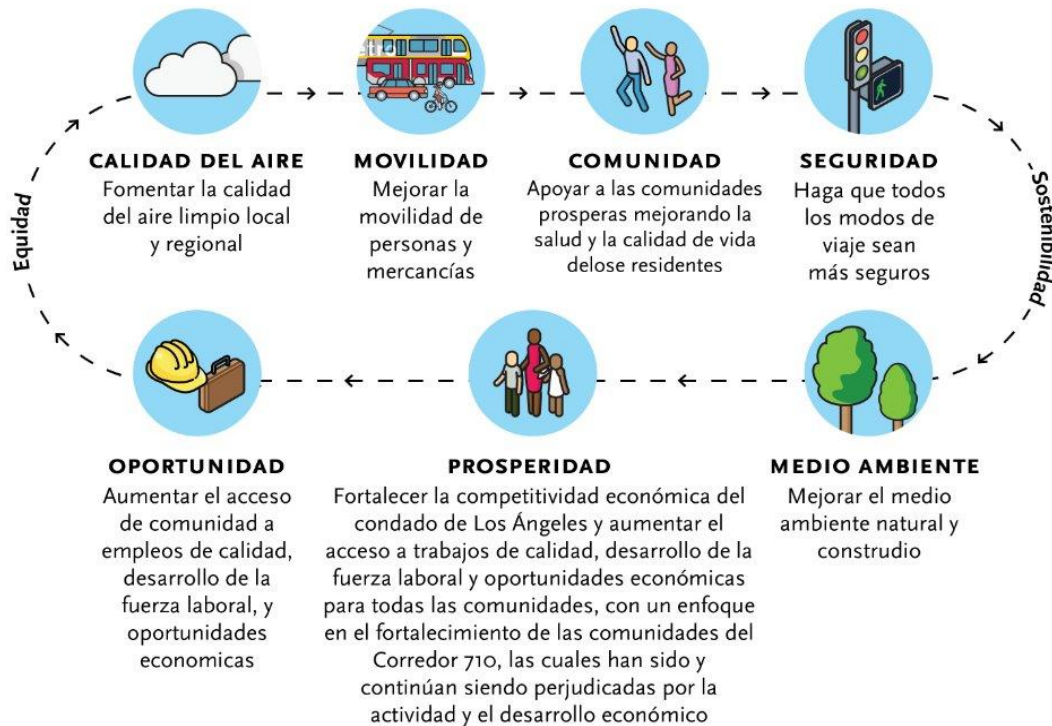 etro
CALIDAD DEL AIRE
Fomentar la calidad
del aire limpio local
y regional
MOVILIDAD
Mejorar la
movilidad de
personas y
mercancías
COMUNIDAD
Apoyar a las comunidades
prosperas mejorando la
salud y la calidad de vida
delose residentes
SEGURIDAD
Haga que todos
los modos de
viaje sean
más seguros
Equidad
Sostenibilidad
OPORTUNIDAD
Aumentar el acceso
de comunidad a
empleos de calidad,
desarrollo de la
fuerza laboral, y
oportunidades
economicas
PROSPERIDAD
Fortalecer la competitividad económica del
condado de Los Ángeles y aumentar el
acceso a trabajos de calidad, desarrollo de la
fuerza laboral y oportunidades económicas
para todas las comunidades, con un enfoque
en el fortalecimiento de las comunidades del
Corredor 710, las cuales han sido y
continúan siendo perjudicadas por la
actividad y el desarrollo económico
MEDIO AMBIENTE
Mejorar el medio
ambiente natural y
construdio